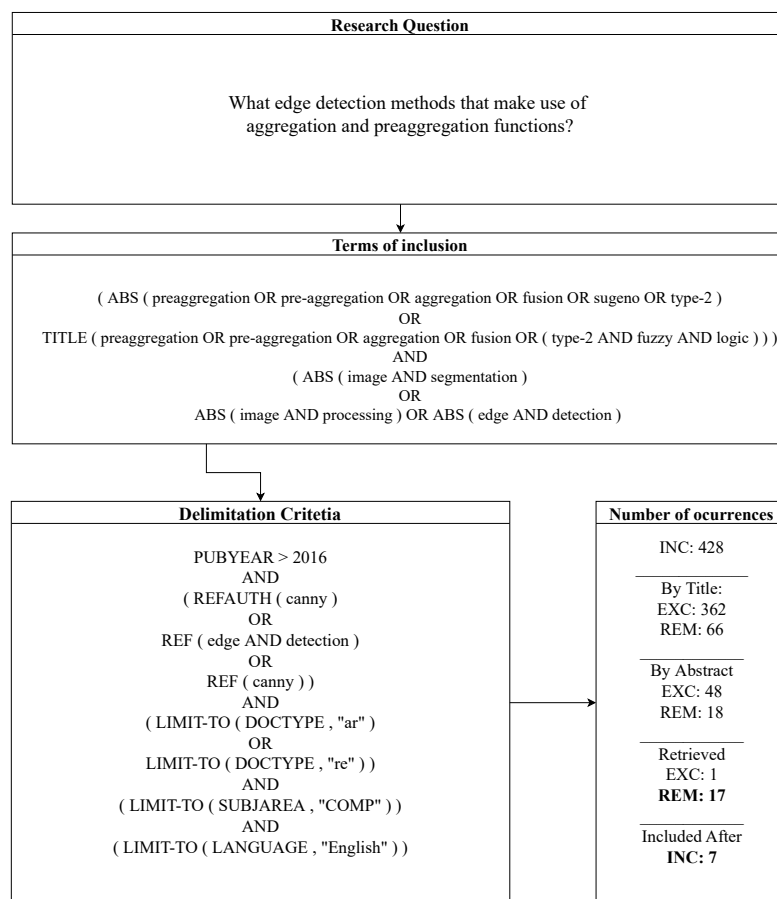 Research Question
What edge detection methods that make use of
aggregation and preaggregation functions?
Terms of inclusion
( ABS ( preaggregation OR pre-aggregation OR aggregation OR fusion OR sugeno OR type-2 )
OR
TITLE ( preaggregation OR pre-aggregation OR aggregation OR fusion OR ( type-2 AND fuzzy AND logic ) ) )
AND
( ABS ( image AND segmentation )
OR
ABS ( image AND processing ) OR ABS ( edge AND detection )
Delimitation Critetia
PUBYEAR > 2016
AND
( REFAUTH ( canny )
OR
REF ( edge AND detection )
OR
REF ( canny ) )
AND
( LIMIT-TO ( DOCTYPE , "ar" )
OR
LIMIT-TO ( DOCTYPE , "re" ) )
AND
( LIMIT-TO ( SUBJAREA , "COMP" ) )
AND
( LIMIT-TO ( LANGUAGE , "English" ) )
Number of ocurrences
INC: 428
By Title:
EXC: 362
REM: 66
By Abstract
EXC: 48
REM: 18
Retrieved
EXC: 1
REM: 17
Included After
INC: 7